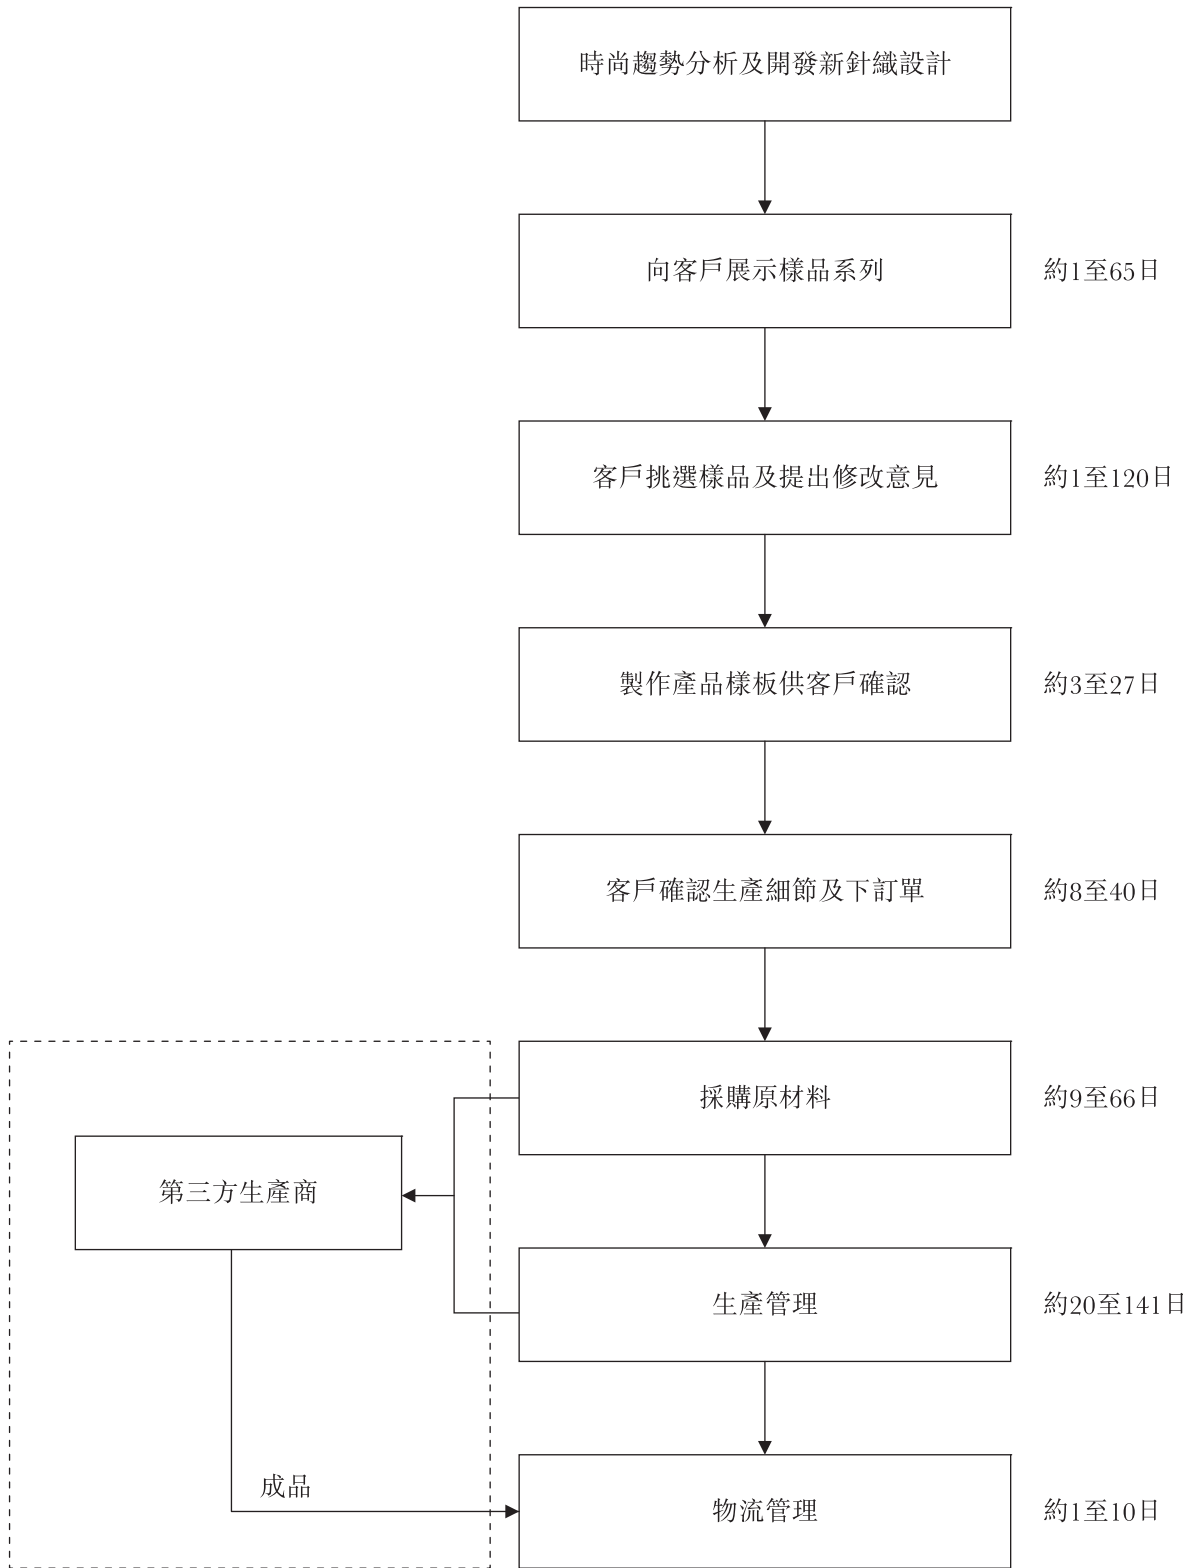 時尚趨勢分析及開發新針織設計
向客戶展示樣品系列
約1至65日
客戶挑選樣品及提出修改意見
約1至120日
製作產品樣板供客戶確認
約3至27日
客戶確認生產細節及下訂單
約8至40日
採購原材料
約9至66日
第三方生產商
生產管理
約20至141日
成品
物流管理
約1至10日